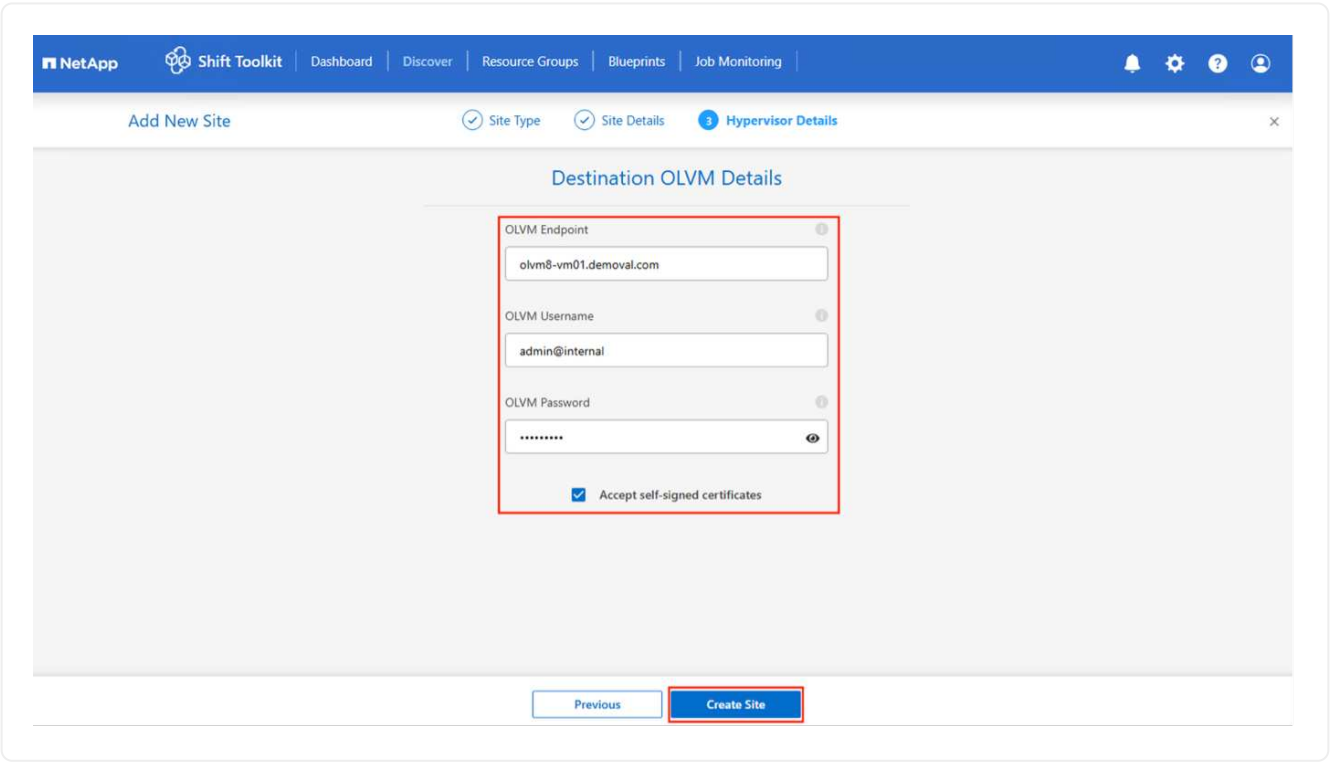 NetApp Shift Toolkit Dashboard Discover Resource Groups Blueprints Job Monitoring ?
Add New Site Site Type Site Details 3 Hypervisor Details ×
Destination OLVM Details
OLVM Endpoint
olvm8-vm01.demoval.com
OLVM Username
admin@internal
OLVM Password
•••••••••
Accept self-signed certificates
Previous Create Site